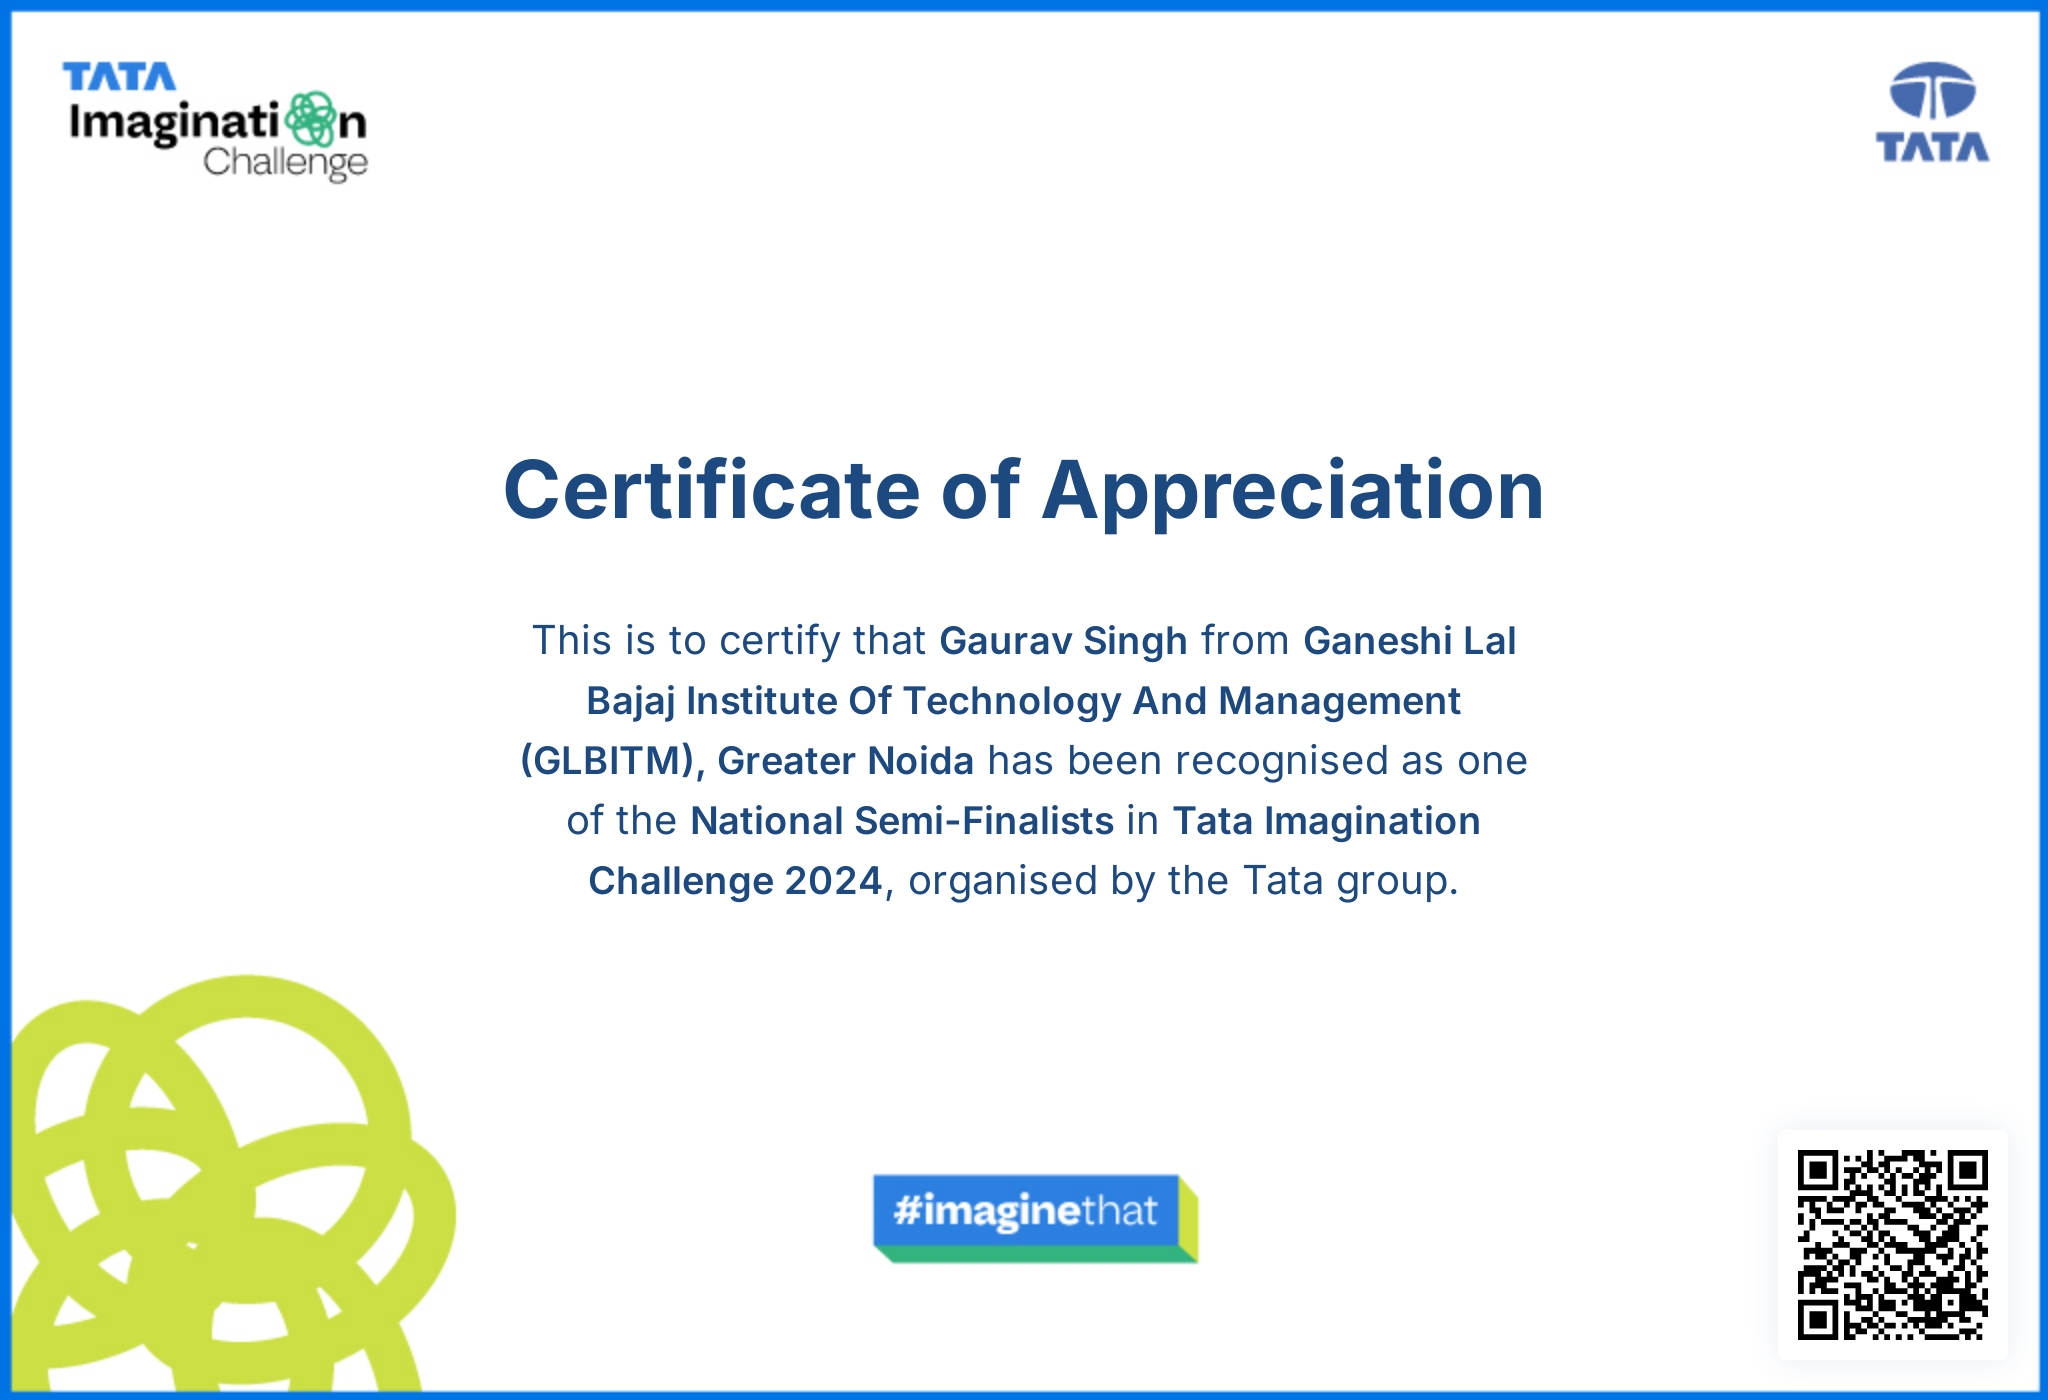 TATA
Imagination
Challenge
TATA
Certificate of Appreciation
This is to certify that Gaurav Singh from Ganeshi Lal
Bajaj Institute Of Technology And Management
(GLBITM), Greater Noida has been recognised as one
of the National Semi-Finalists in Tata Imagination
Challenge 2024, organised by the Tata group.
#imaginethat